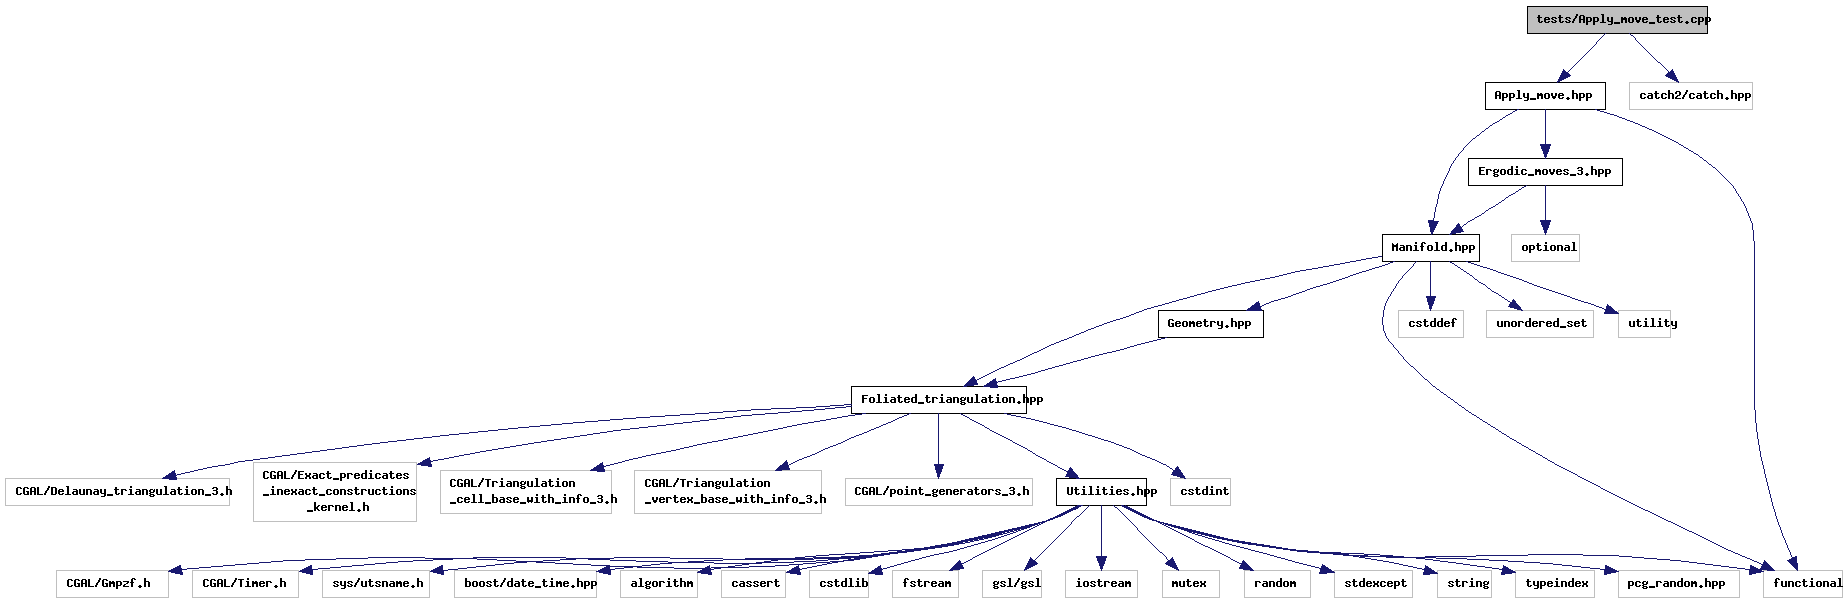 tests/Apply_move_test.cpp
Apply_move.hpp
catch2/catch.hpp
Ergodic_moves_3.hpp
Manifold.hpp
optional
Geometry.hpp
cstddef
unordered_set
utility
Foliated_triangulation.hpp
CGAL/Delaunay_triangulation_3.h
CGAL/Exact_predicates
_inexact_constructions
_kernel.h
CGAL/Triangulation
_cell_base_with_info_3.h
CGAL/Triangulation
_vertex_base_with_info_3.h
CGAL/point_generators_3.h
Utilities.hpp
cstdint
CGAL/Gmpzf.h
CGAL/Timer.h
sys/utsname.h
boost/date_time.hpp
algorithm
cassert
cstdlib
fstream
gsl/gsl
iostream
mutex
random
stdexcept
string
typeindex
pcg_random.hpp
functional